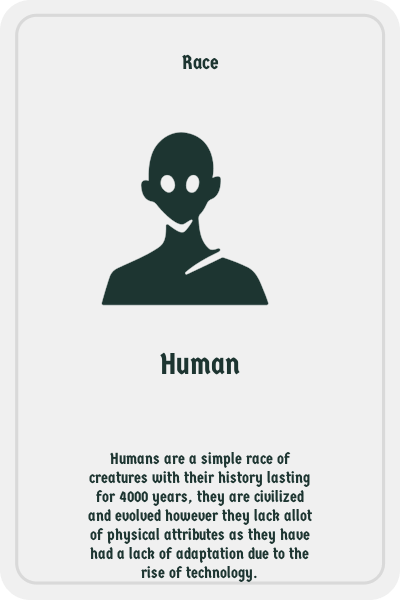 Race
Human
Humans are a simple race of
creatures with their history lasting
for 4000 years, they are civilized
and evolved however they lack allot
of physical attributes as they have
had a lack of adaptation due to the
rise of technology.